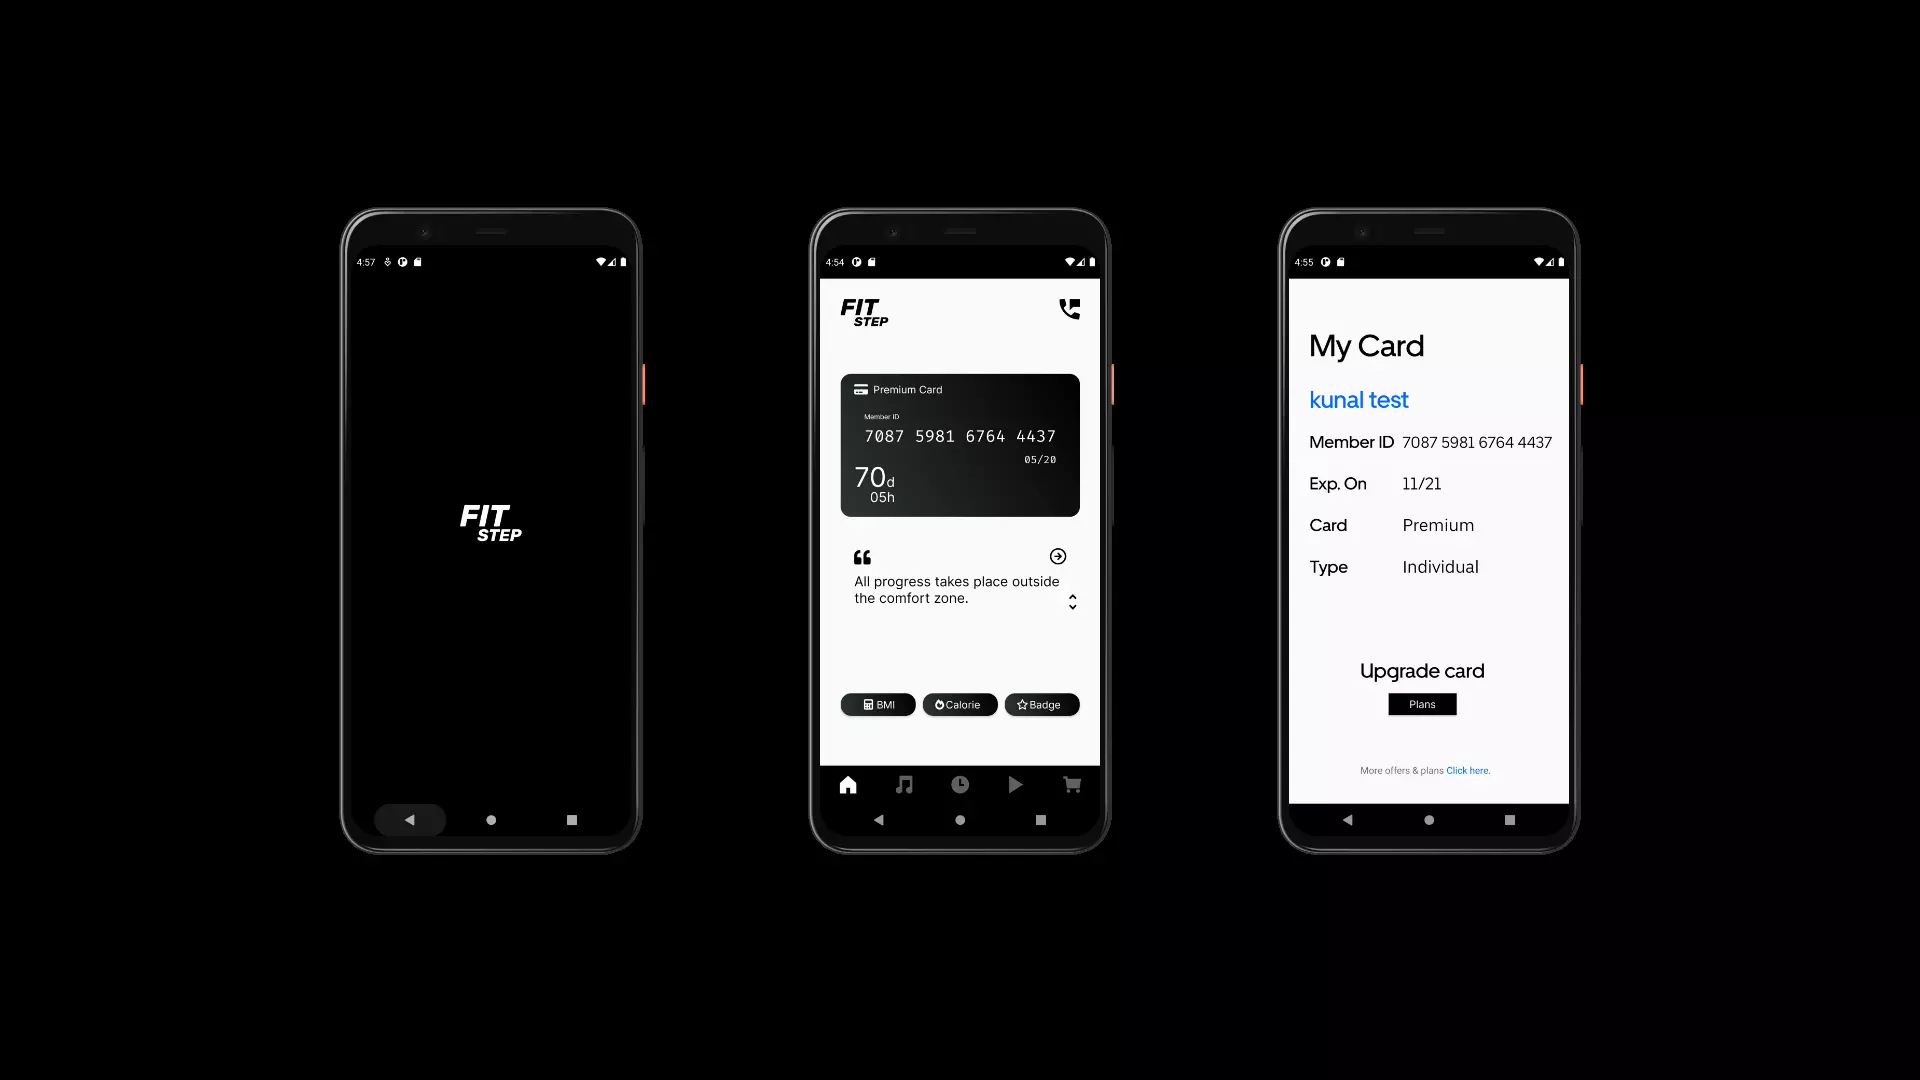 4:57
FIT
STEP
4:54
FIT
STEP
Premium Card
Member ID
7087 5981 6764 4437
05/20
70d
05h
All progress takes place outside
the comfort zone.
BMI
Calorie
Badge
4:55
My Card
kunal test
Member ID 7087 5981 6764 4437
Exp. On 11/21
Card Premium
Type Individual
Upgrade card
Plans
More offers & plans Click here.